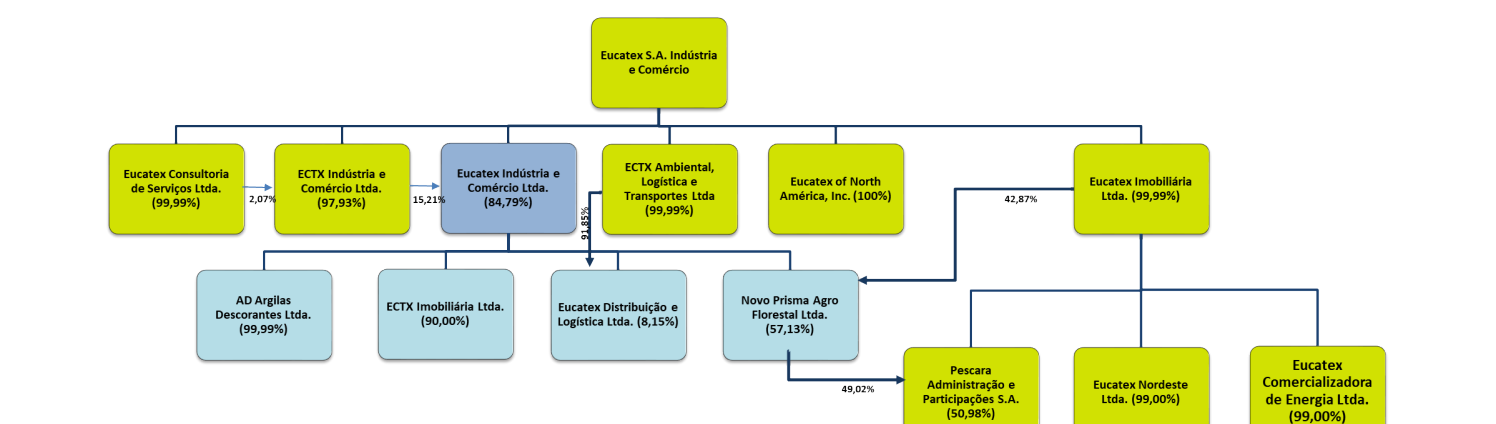 Eucatex S.A. Indústria
e Comércio
Eucatex Consultoria
de Serviços Ltda.
(99,99%)
2,07%
ECTX Indústria e
Comércio Ltda.
(97,93%)
15,21%
Eucatex Indústria e
Comércio Ltda.
(84,79%)
91,85%
ECTX Ambiental,
Logística e
Transportes Ltda
(99,99%)
Eucatex of North
América, Inc. (100%)
42,87%
Eucatex Imobiliária
Ltda. (99,99%)
AD Argilas
Descorantes Ltda.
(99,99%)
ECTX Imobiliária Ltda.
(90,00%)
Eucatex Distribuição e
Logística Ltda. (8,15%)
Novo Prisma Agro
Florestal Ltda.
(57,13%)
49,02%
Pescara
Administração e
Participações S.A.
(50,98%)
Eucatex Nordeste
Ltda. (99,00%)
Eucatex
Comercializadora
de Energia Ltda.
(99,00%)